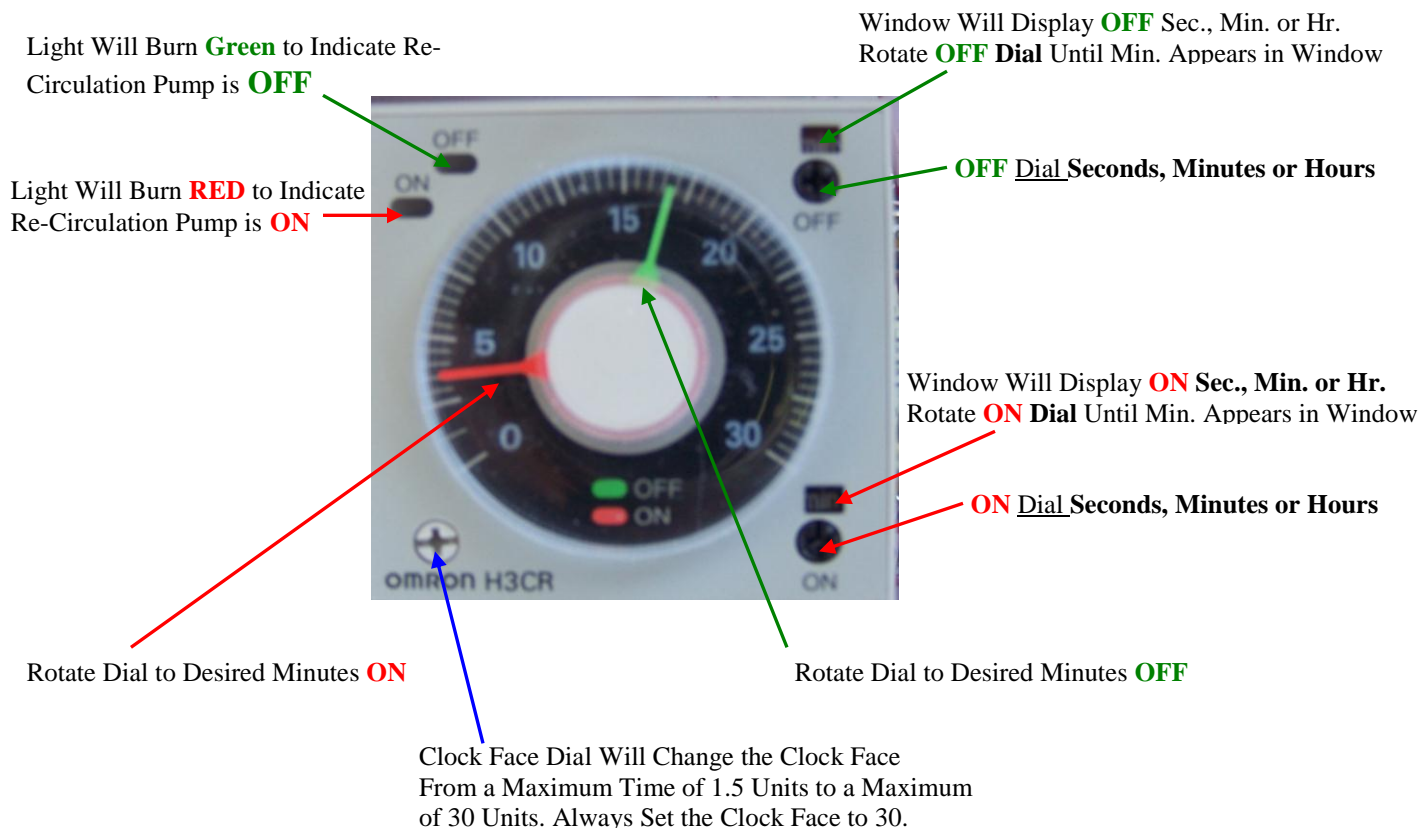 Light Will Burn Green to Indicate Re-
Circulation Pump is OFF
Window Will Display OFF Sec., Min. or Hr.
Rotate OFF Dial Until Min. Appears in Window
OFF Dial Seconds, Minutes or Hours
Light Will Burn RED to Indicate
Re-Circulation Pump is ON
OFF
ON
OFF
0
5
10
15
20
25
30
OFF
ON
ON
OMRON H3CR
Window Will Display ON Sec., Min. or Hr.
Rotate ON Dial Until Min. Appears in Window
ON Dial Seconds, Minutes or Hours
Rotate Dial to Desired Minutes ON
Rotate Dial to Desired Minutes OFF
Clock Face Dial Will Change the Clock Face
From a Maximum Time of 1.5 Units to a Maximum
of 30 Units. Always Set the Clock Face to 30.